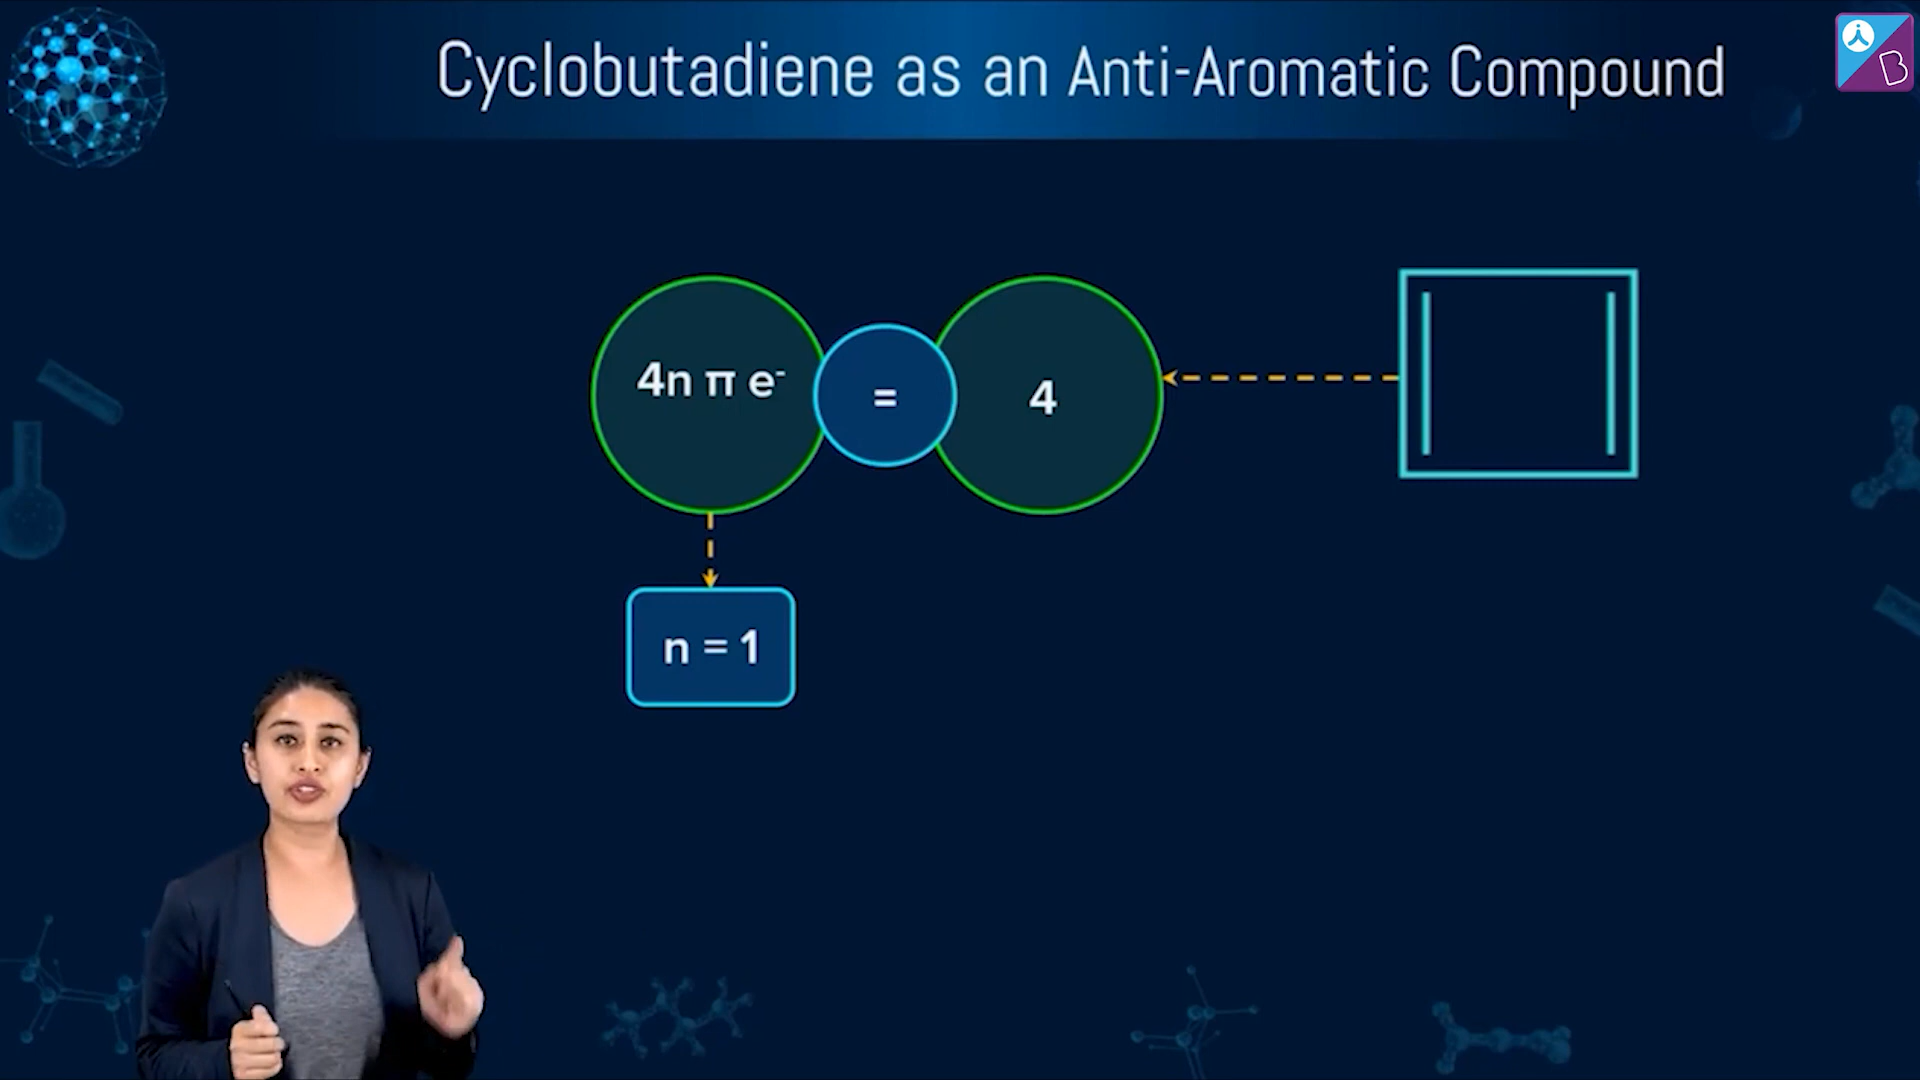 Cyclobutadiene as an Anti-Aromatic Compound
B
4n π e⁻
=
4
n = 1